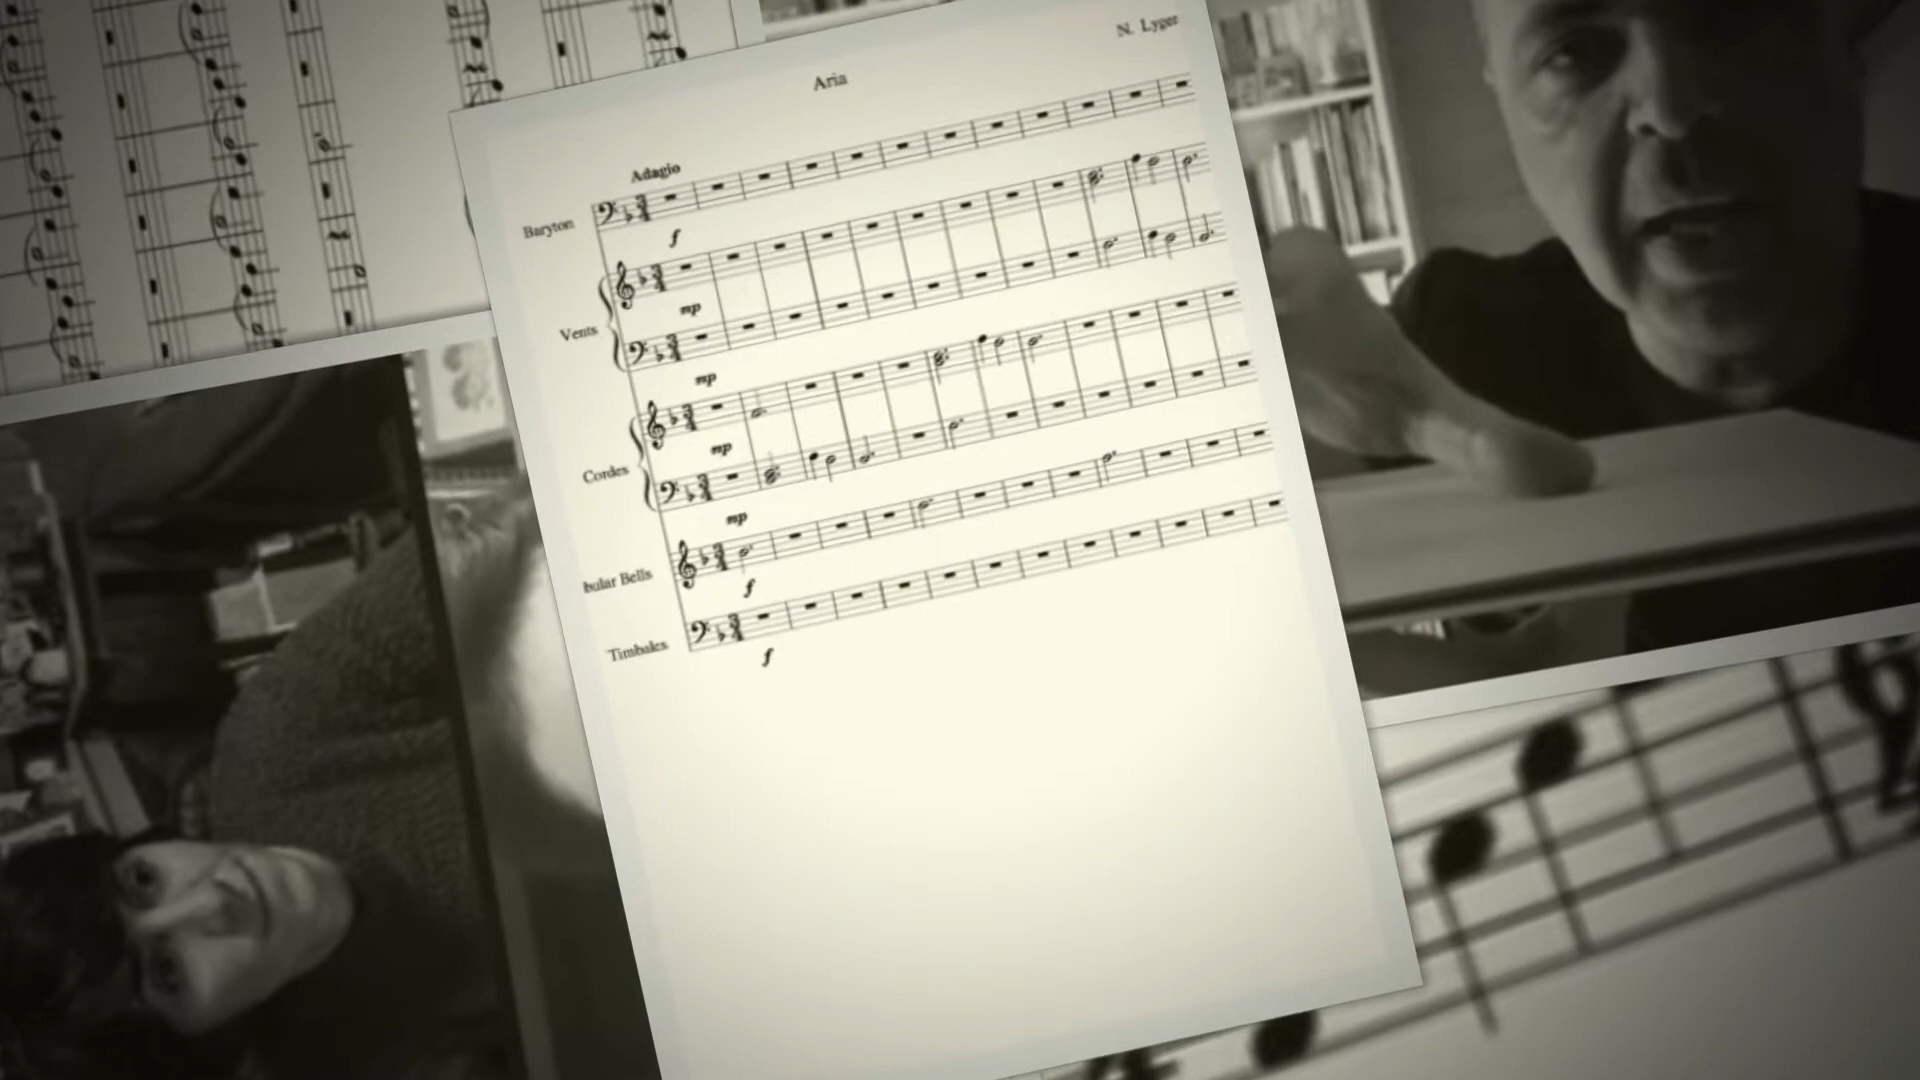 N. Lyger
Aria
Adagio
Baryton
f
mp
Vents
mp
mp
Cordes
mp
bular Bells
f
Timbales
f